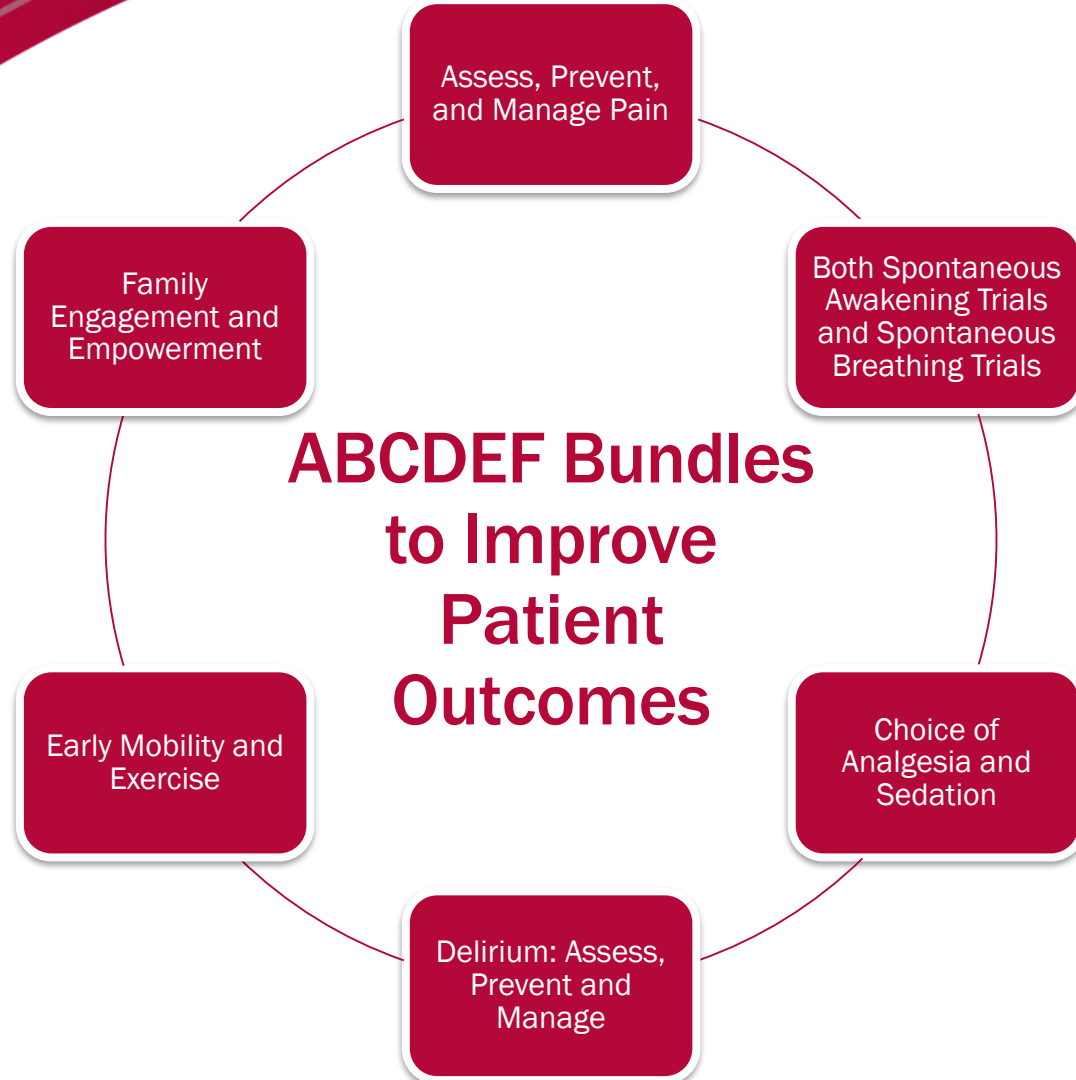 Assess, Prevent,
and Manage Pain
Both Spontaneous
Awakening Trials
and Spontaneous
Breathing Trials
Choice of
Analgesia and
Sedation
Delirium: Assess,
Prevent and
Manage
Early Mobility and
Exercise
Family
Engagement and
Empowerment
ABCDEF Bundles
to Improve
Patient
Outcomes